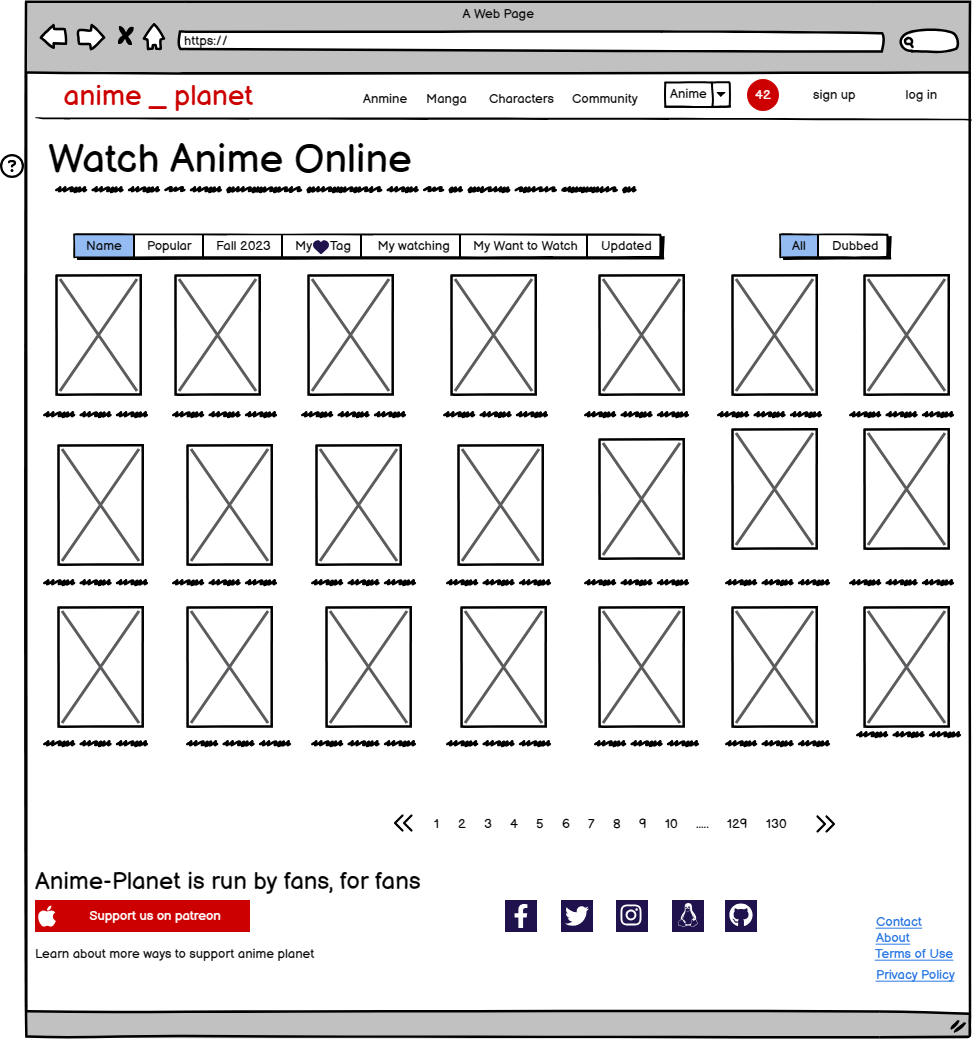 A Web Page
https://
anime _ planet
Anmine Manga Characters Community Anime 42 sign up log in
?
Watch Anime Online
Name Popular Fall 2023 My Tag My watching My Want to Watch Updated All Dubbed
1 2 3 4 5 6 7 8 9 10 ..... 129 130
Anime-Planet is run by fans, for fans
Support us on patreon
Learn about more ways to support anime planet
Contact
About
Terms of Use
Privacy Policy